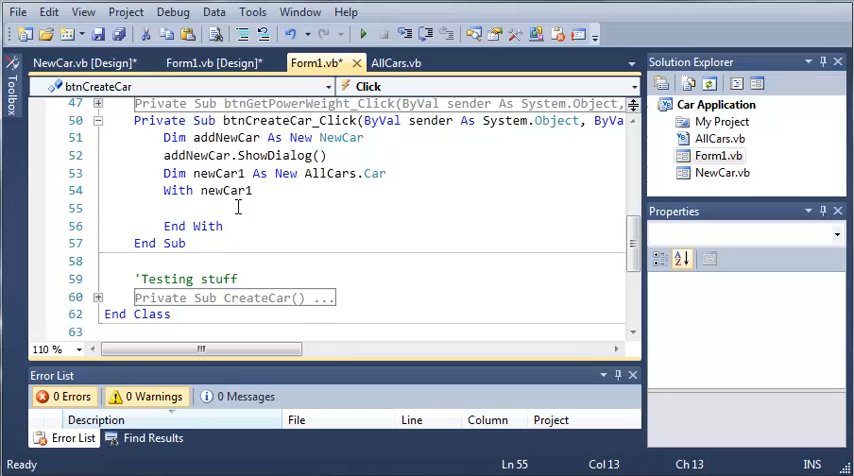 File Edit View Project Debug Data Tools Window Help
NewCar.vb [Design]* Form1.vb [Design]* Form1.vb* AllCars.vb
Toolbox
btnCreateCar Click
47 Private Sub btnGetPowerWeight_Click(ByVal sender As System.Object,
50 Private Sub btnCreateCar_Click(ByVal sender As System.Object, ByVa
51 Dim addNewCar As New NewCar
52 addNewCar.ShowDialog()
53 Dim newCar1 As New AllCars.Car
54 With newCar1
55
56 End With
57 End Sub
58
59 'Testing stuff
60 Private Sub CreateCar() ...
62 End Class
63
110 %
Solution Explorer
Car Application
My Project
AllCars.vb
Form1.vb
NewCar.vb
Properties
Error List
0 Errors 0 Warnings 0 Messages
Description File Line Column Project
Error List Find Results
Ready Ln 55 Col 13 Ch 13 INS